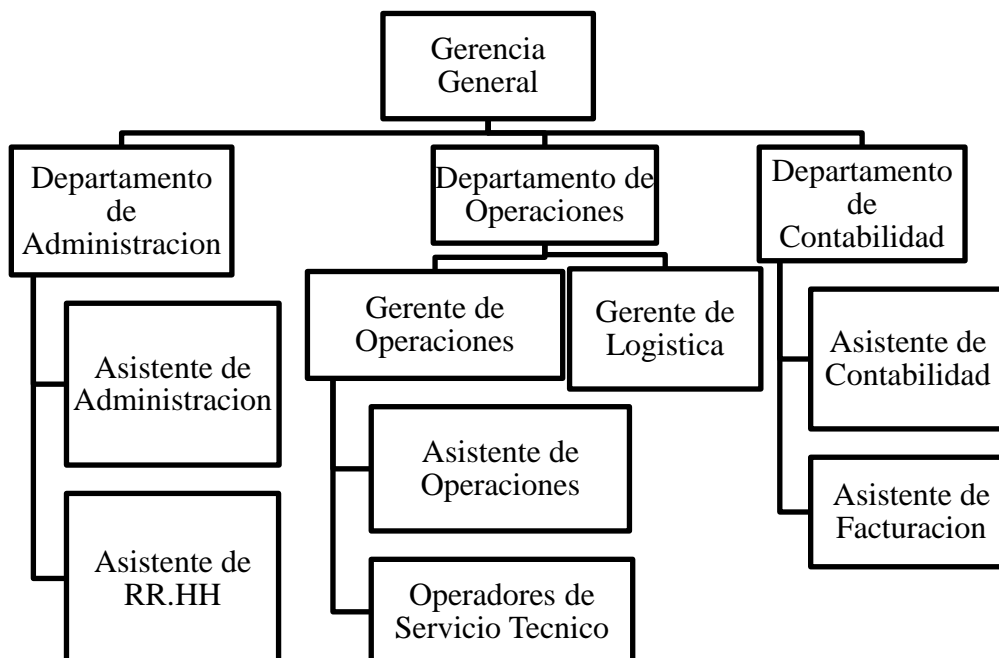 Gerencia
General
Departamento
de
Administracion
Departamento de
Operaciones
Departamento
de
Contabilidad
Gerente de
Operaciones
Gerente de
Logistica
Asistente de
Administracion
Asistente de
Contabilidad
Asistente de
Operaciones
Asistente de
Facturacion
Asistente de
RR.HH
Operadores de
Servicio Tecnico